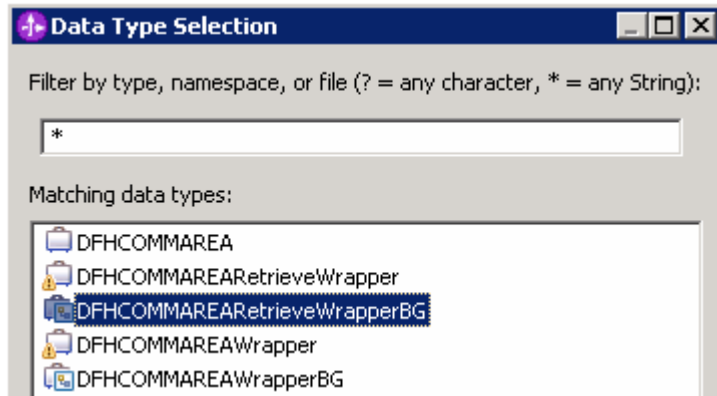 Data Type Selection
Filter by type, namespace, or file (? = any character, * = any String):
*
Matching data types:
DFHCOMMAREA
DFHCOMMAREARetrieveWrapper
DFHCOMMAREARetrieveWrapperBG
DFHCOMMAREAWrapper
DFHCOMMAREAWrapperBG